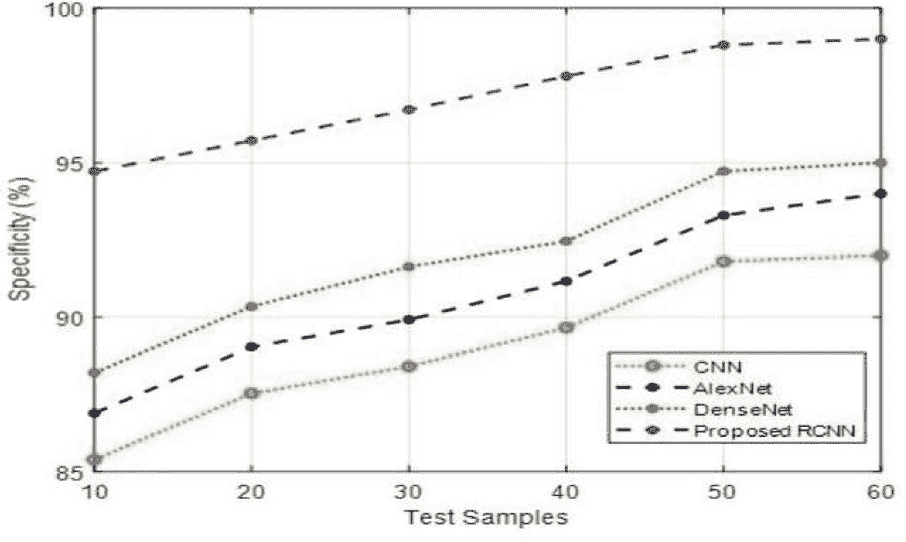 100
95
90
85
Specificity (%)
10 20 30 40 50 60
Test Samples
CNN
AlexNet
DenseNet
Proposed RCNN